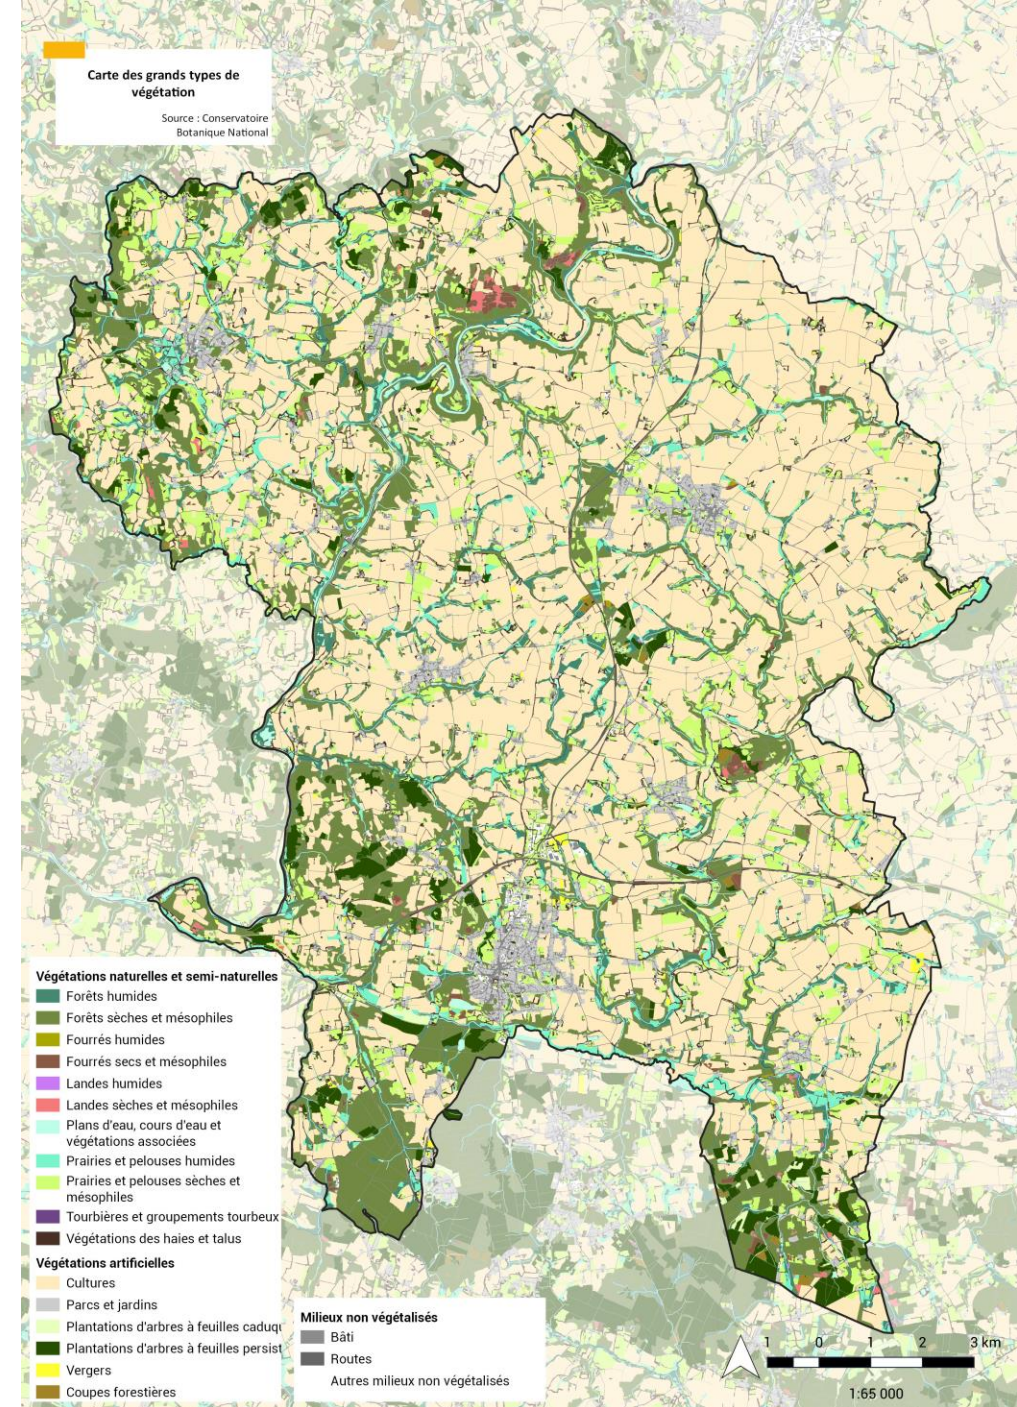 Carte des grands types de
végétation
Source : Conservatoire
Botanique National
Végétations naturelles et semi-naturelles
Forêts humides
Forêts sèches et mésophiles
Fourrés humides
Fourrés secs et mésophiles
Landes humides
Landes sèches et mésophiles
Plans d'eau, cours d'eau et
végétations associées
Prairies et pelouses humides
Prairies et pelouses sèches et
mésophiles
Tourbières et groupements tourbeux
Végétations des haies et talus
Végétations artificielles
Cultures
Parcs et jardins
Plantations d'arbres à feuilles caduqu
Plantations d'arbres à feuilles persist
Vergers
Coupes forestières
Milieux non végétalisés
Bâti
Routes
Autres milieux non végétalisés
1 0 1 2 3 km
1:65 000